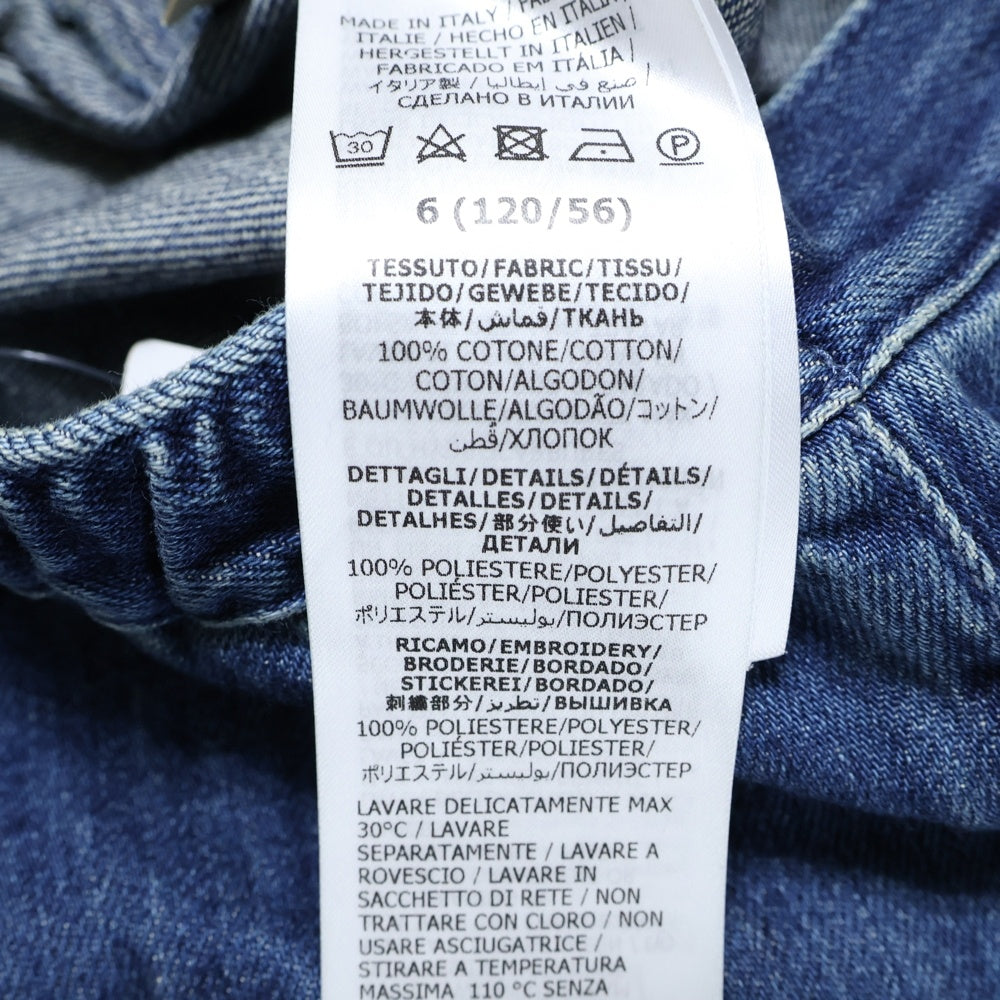 MADE IN ITALY /
ITALIE / HECHO EN ITALIA /
HERGESTELLT IN ITALIEN /
FABRICADO EM ITÁLIA /
イタリア製 / صنع في إيطاليا /
СДЕЛАНО В ИТАЛИИ
30 P
6 (120/56)
TESSUTO/FABRIC/TISSU/
TEJIDO/GEWEBE/TECIDO/
本体/قماش/ТКАНЬ
100% COTONE/COTTON/
COTON/ALGODON/
BAUMWOLLE/ALGODÃO/コットン/
قُطن/ХЛОПОК
DETTAGLI/DETAILS/DÉTAILS/
DETALLES/DETAILS/
DETALHES/部分使い/التفاصيل/
ДЕТАЛИ
100% POLIESTERE/POLYESTER/
POLIÉSTER/POLIESTER/
ポリエステル/بوليستر/ПОЛИЭСТЕР
RICAMO/EMBROIDERY/
BRODERIE/BORDADO/
STICKEREI/BORDADO/
刺繍部分/تطريز/ВЫШИВКА
100% POLIESTERE/POLYESTER/
POLIÉSTER/POLIESTER/
ポリエステル/بوليستر/ПОЛИЭСТЕР
LAVARE DELICATAMENTE MAX
30°C / LAVARE
SEPARATAMENTE / LAVARE A
ROVESCIO / LAVARE IN
SACCHETTO DI RETE / NON
TRATTARE CON CLORO / NON
USARE ASCIUGATRICE /
STIRARE A TEMPERATURA
MASSIMA 110 °C SENZA